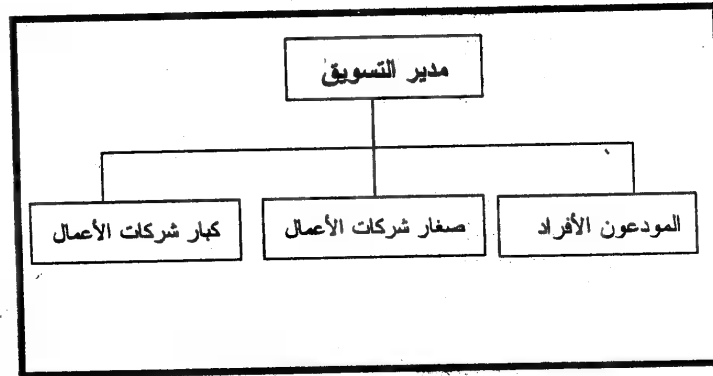 مدير التسويق
المودعون الأفراد
صغار شركات الأعمال
كبار شركات الأعمال